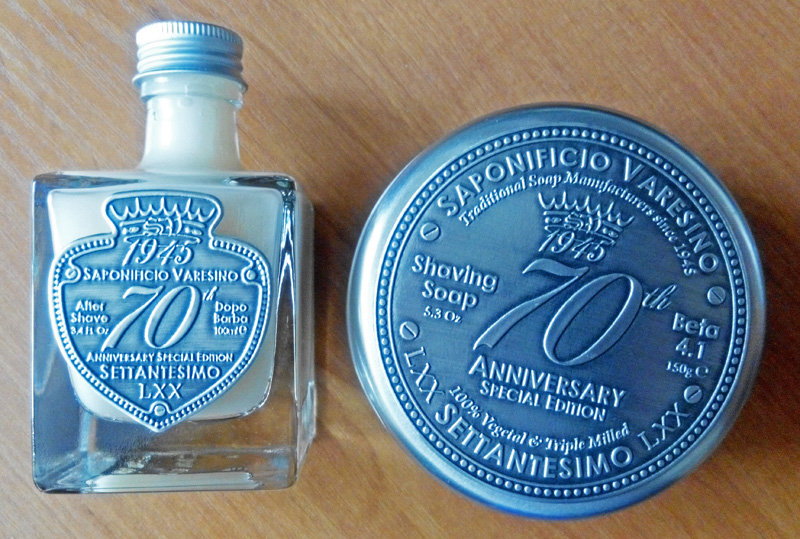 SV
1945
SAPONIFICIO VARESINO
After Shave
3.4 Fl. Oz
70th
Dopo Barba
100ml e
ANNIVERSARY SPECIAL EDITION
SETTANTESIMO
LXX
SAPONIFICIO VARESINO
Traditional Soap Manufacturers since 1945
SV
1945
Shaving Soap
5.3 Oz
70th
Beta 4.1
150g e
ANNIVERSARY
SPECIAL EDITION
100% Vegetal & Triple Milled
LXX SETTANTESIMO LXX